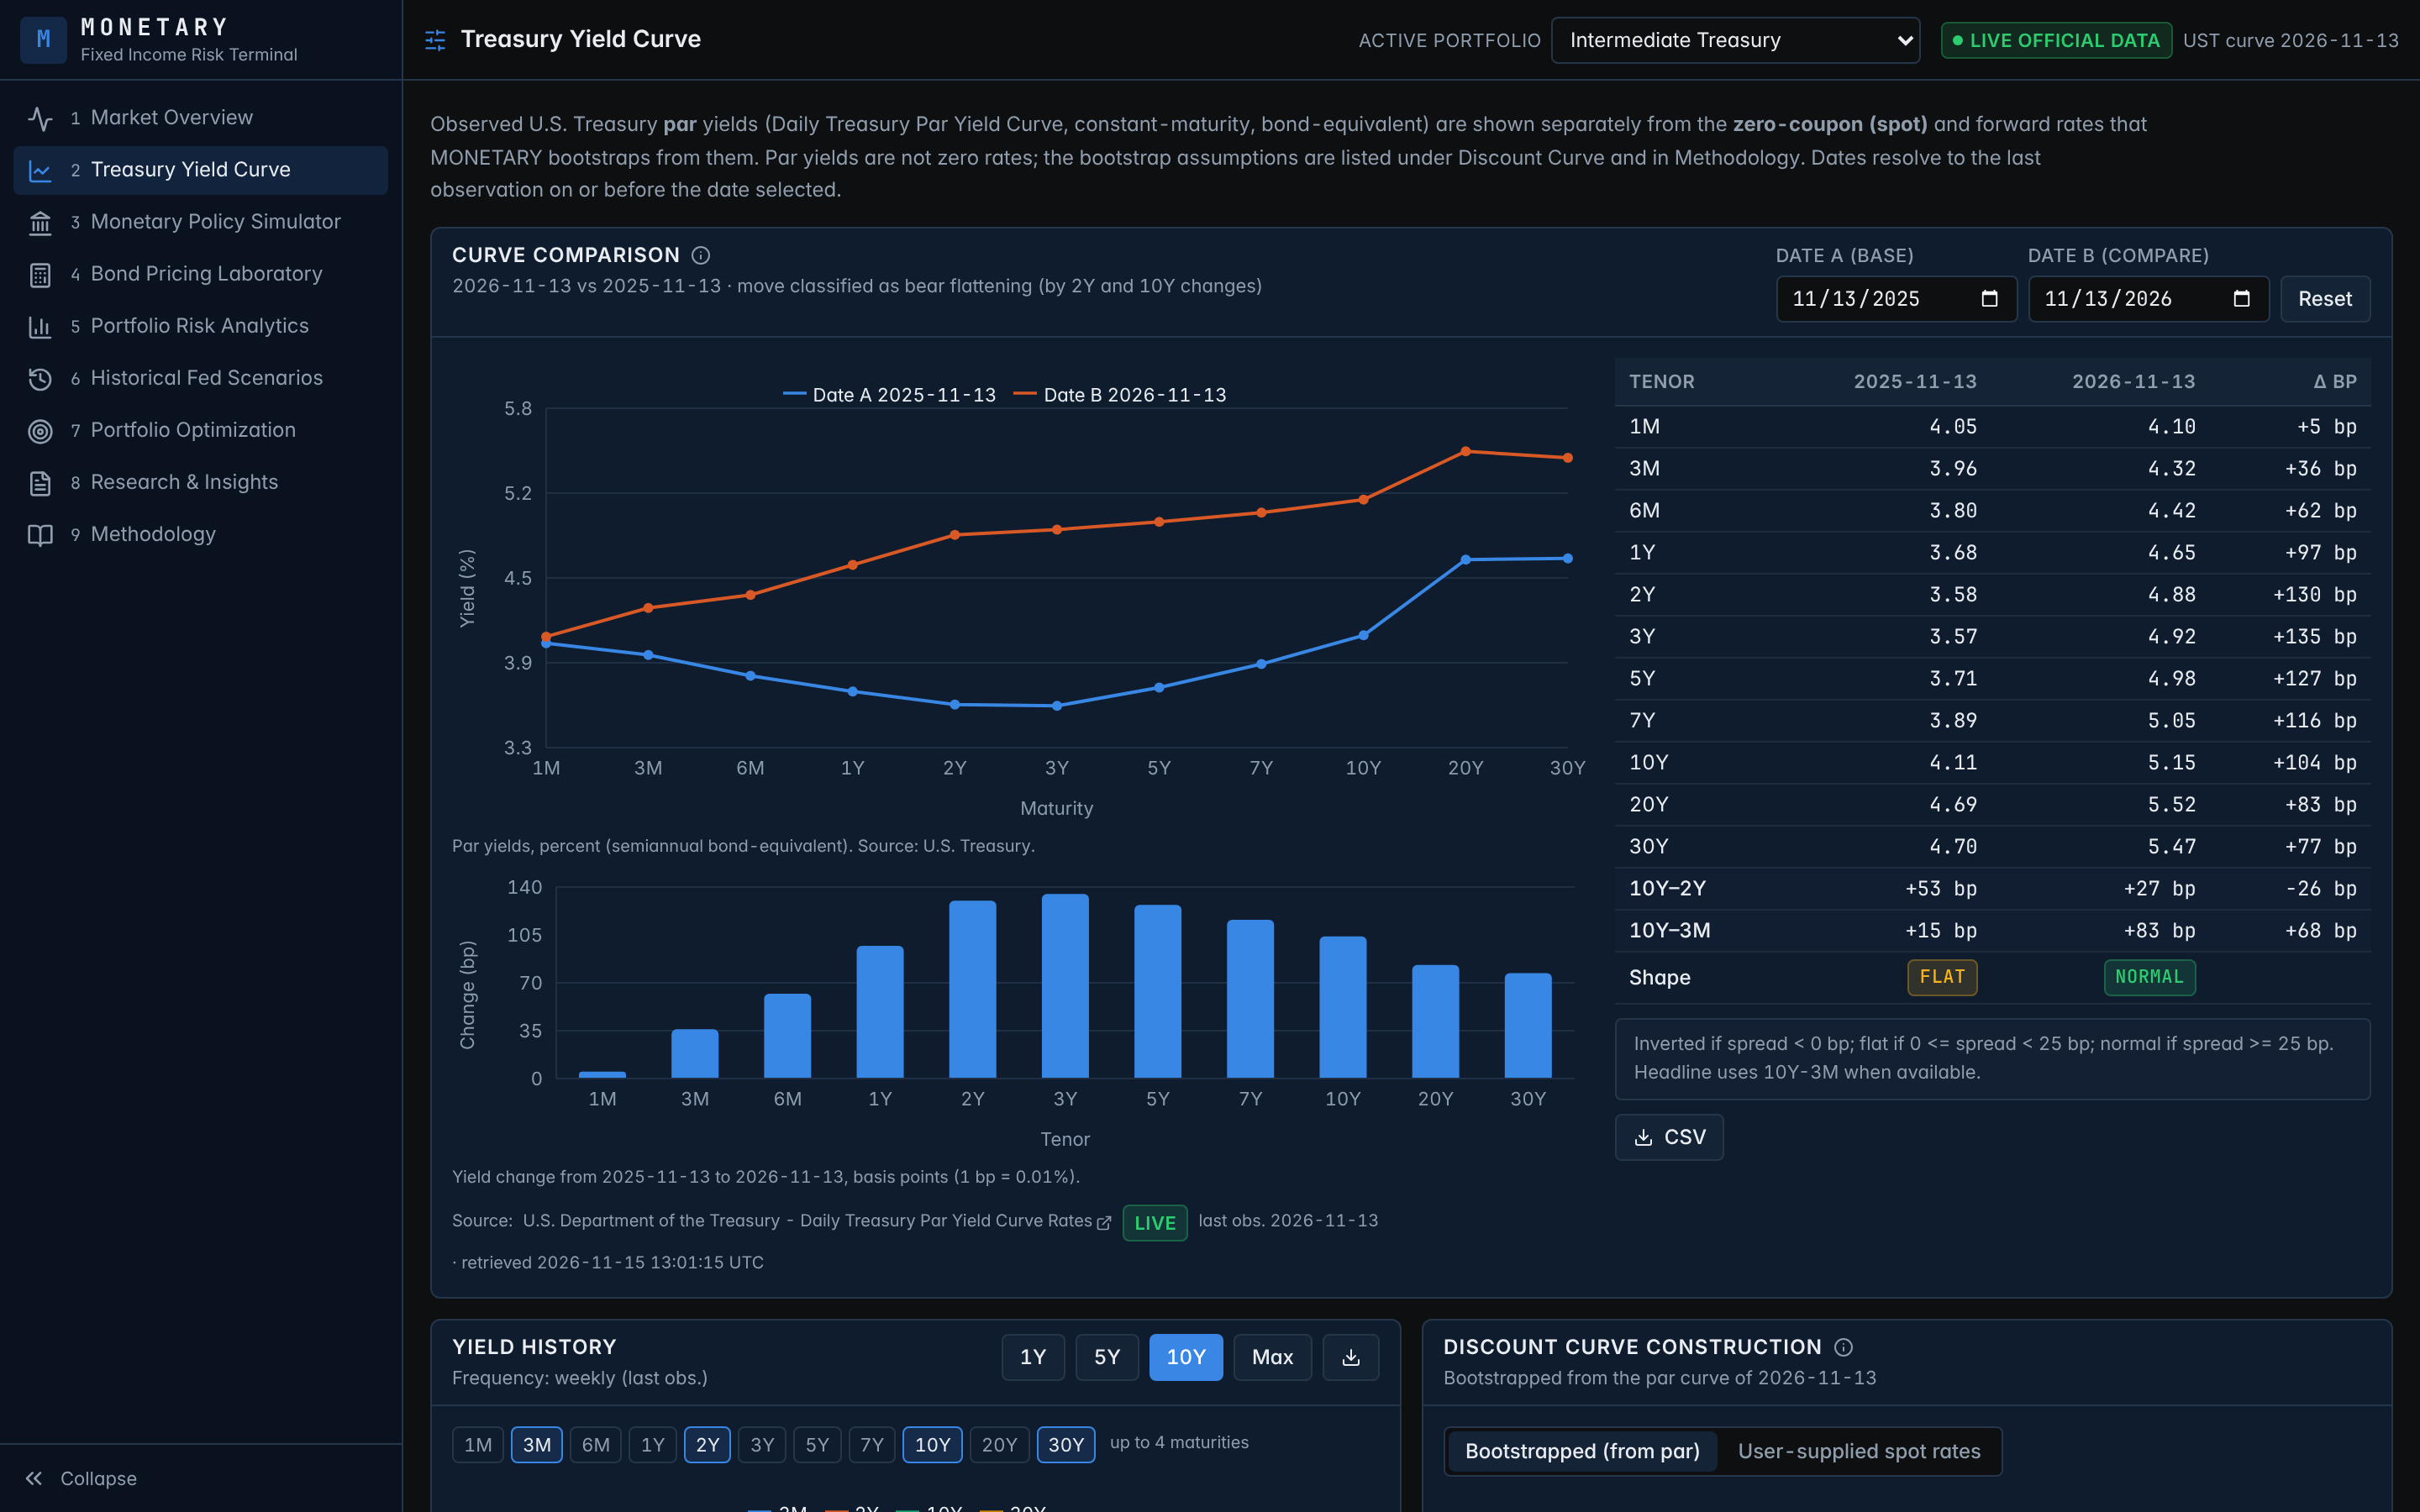 M
MONETARY
Fixed Income Risk Terminal
1 Market Overview
2 Treasury Yield Curve
3 Monetary Policy Simulator
4 Bond Pricing Laboratory
5 Portfolio Risk Analytics
6 Historical Fed Scenarios
7 Portfolio Optimization
8 Research & Insights
9 Methodology
Collapse
Treasury Yield Curve
ACTIVE PORTFOLIO Intermediate Treasury LIVE OFFICIAL DATA UST curve 2026-11-13
Observed U.S. Treasury par yields (Daily Treasury Par Yield Curve, constant-maturity, bond-equivalent) are shown separately from the zero-coupon (spot) and forward rates that
MONETARY bootstraps from them. Par yields are not zero rates; the bootstrap assumptions are listed under Discount Curve and in Methodology. Dates resolve to the last
observation on or before the date selected.
CURVE COMPARISON
2026-11-13 vs 2025-11-13 · move classified as bear flattening (by 2Y and 10Y changes)
DATE A (BASE) DATE B (COMPARE)
11/13/2025 11/13/2026 Reset
Date A 2025-11-13 Date B 2026-11-13
Yield (%)
5.8
5.2
4.5
3.9
3.3
1M 3M 6M 1Y 2Y 3Y 5Y 7Y 10Y 20Y 30Y
Maturity
Par yields, percent (semiannual bond-equivalent). Source: U.S. Treasury.
Change (bp)
140
105
70
35
0
1M 3M 6M 1Y 2Y 3Y 5Y 7Y 10Y 20Y 30Y
Tenor
Yield change from 2025-11-13 to 2026-11-13, basis points (1 bp = 0.01%).
Source: U.S. Department of the Treasury - Daily Treasury Par Yield Curve Rates LIVE last obs. 2026-11-13
· retrieved 2026-11-15 13:01:15 UTC
TENOR 2025-11-13 2026-11-13 Δ BP
1M 4.05 4.10 +5 bp
3M 3.96 4.32 +36 bp
6M 3.80 4.42 +62 bp
1Y 3.68 4.65 +97 bp
2Y 3.58 4.88 +130 bp
3Y 3.57 4.92 +135 bp
5Y 3.71 4.98 +127 bp
7Y 3.89 5.05 +116 bp
10Y 4.11 5.15 +104 bp
20Y 4.69 5.52 +83 bp
30Y 4.70 5.47 +77 bp
10Y–2Y +53 bp +27 bp -26 bp
10Y–3M +15 bp +83 bp +68 bp
Shape FLAT NORMAL
Inverted if spread < 0 bp; flat if 0 <= spread < 25 bp; normal if spread >= 25 bp.
Headline uses 10Y-3M when available.
CSV
YIELD HISTORY
Frequency: weekly (last obs.)
1Y 5Y 10Y Max
1M 3M 6M 1Y 2Y 3Y 5Y 7Y 10Y 20Y 30Y up to 4 maturities
3M 2Y 10Y 30Y
DISCOUNT CURVE CONSTRUCTION
Bootstrapped from the par curve of 2026-11-13
Bootstrapped (from par) User-supplied spot rates